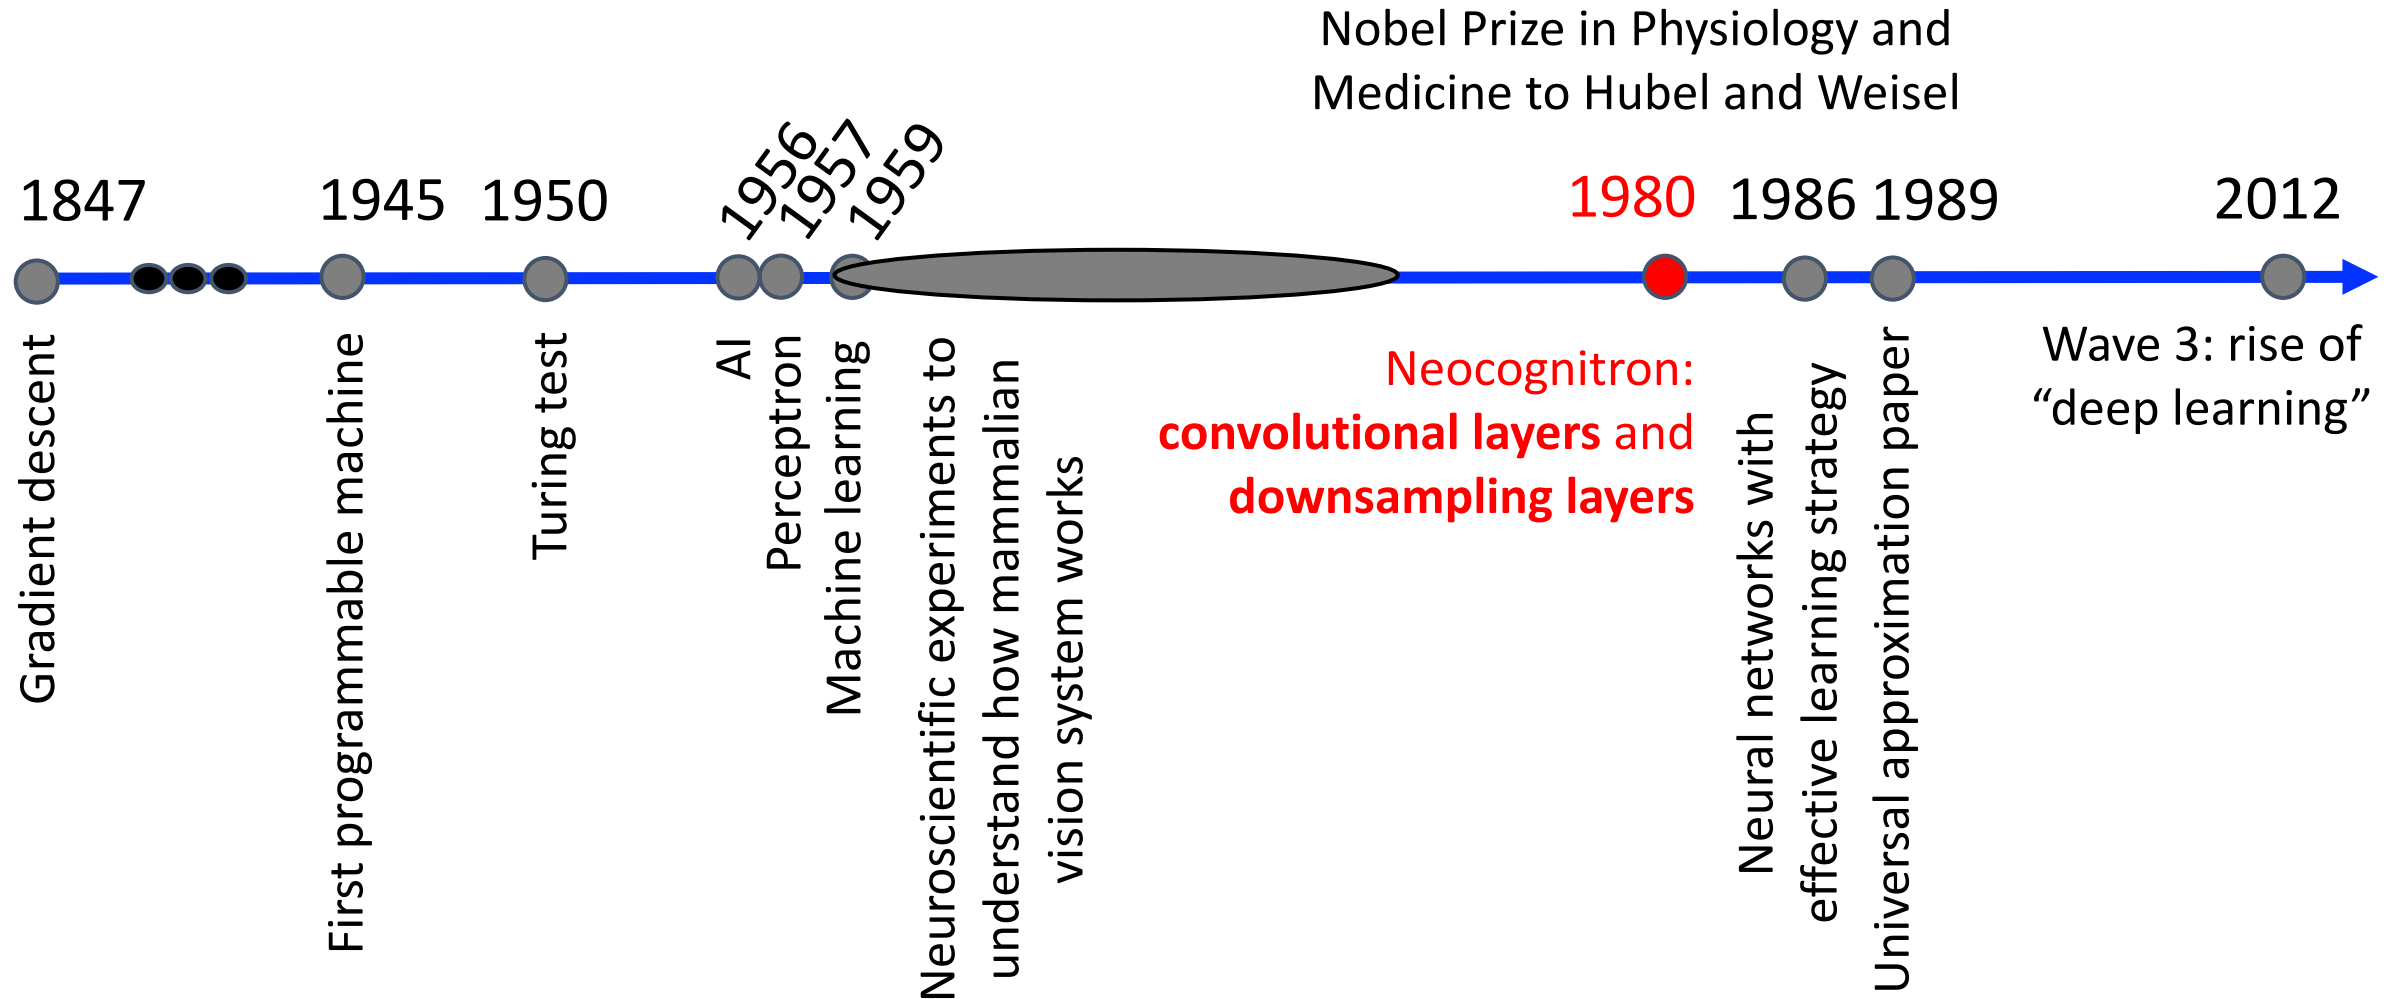 Nobel Prize in Physiology and
Medicine to Hubel and Weisel
1847
1945
1950
1956
1957
1959
1980
1986
1989
2012
Gradient descent
First programmable machine
Turing test
AI
Perceptron
Machine learning
Neuroscientific experiments to
understand how mammalian
vision system works
Neocognitron:
convolutional layers and
downsampling layers
Neural networks with
effective learning strategy
Universal approximation paper
Wave 3: rise of
“deep learning”